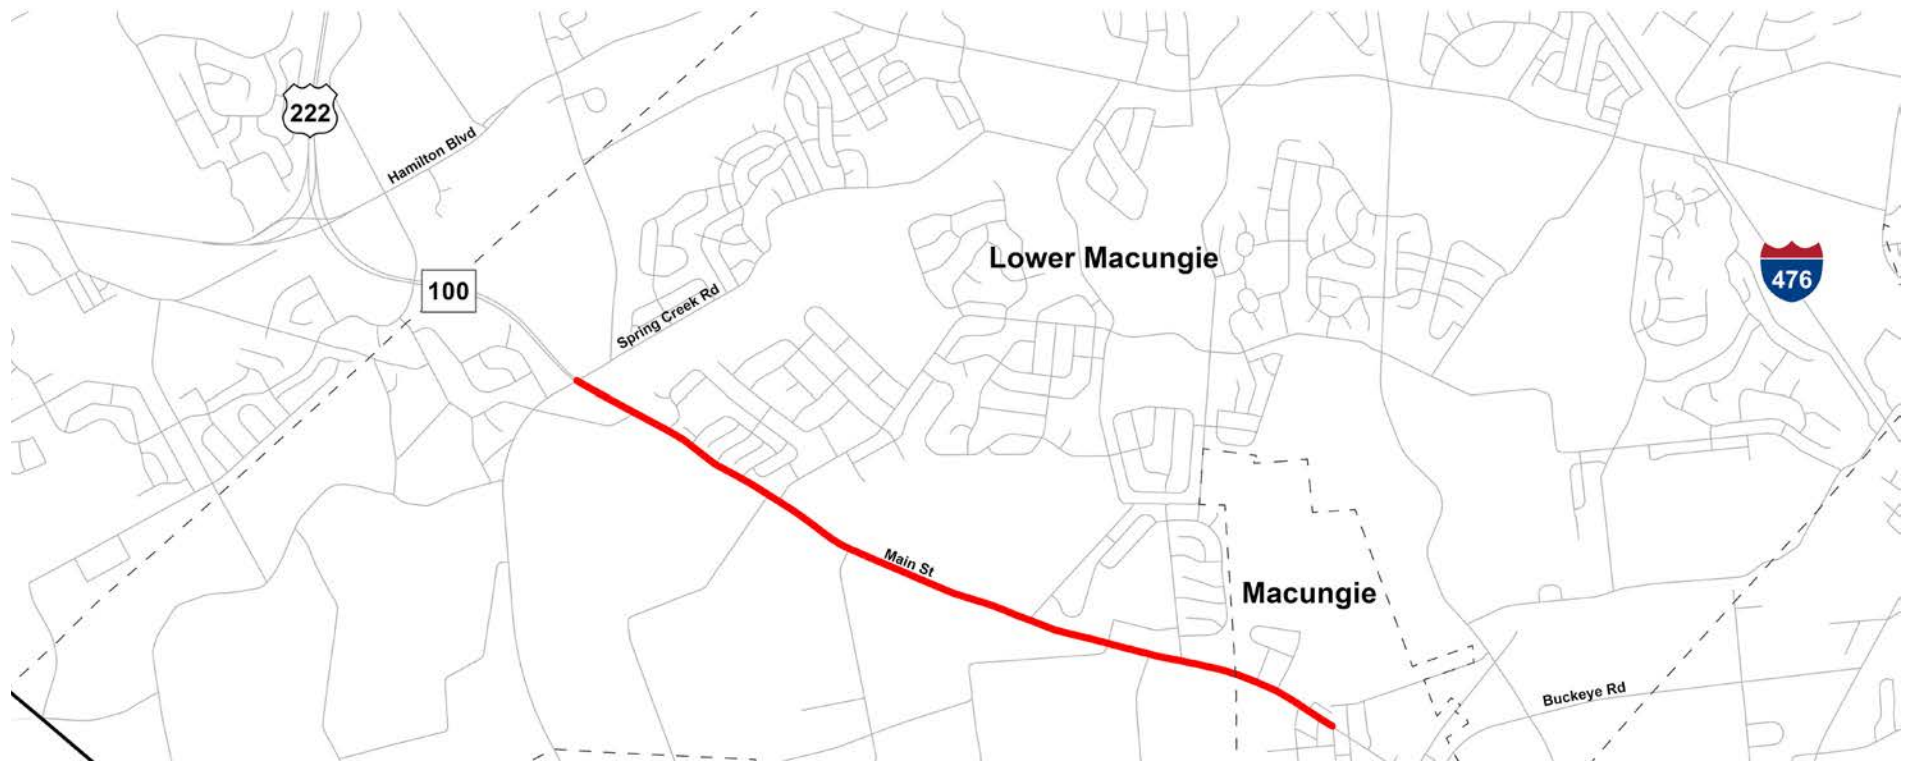 222
Hamilton Blvd
Lower Macungie
476
100
Spring Creek Rd
Main St
Macungie
Buckeye Rd